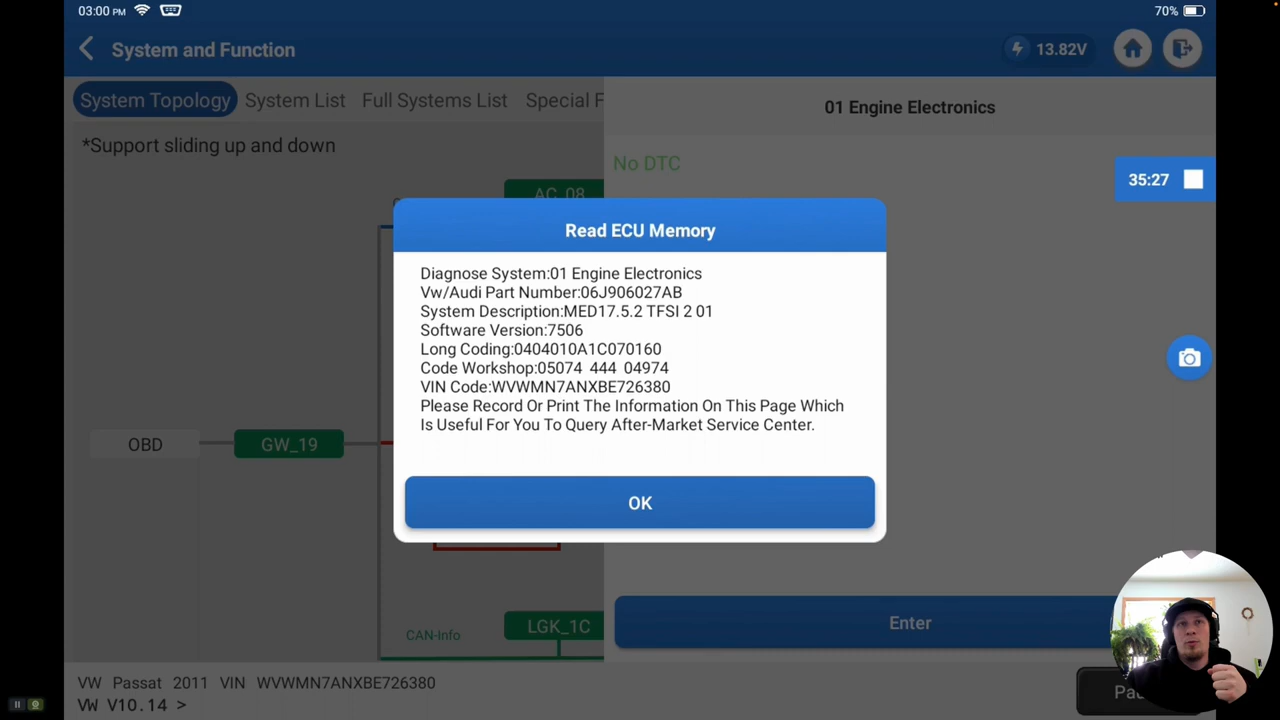 03:00 PM
70%
System and Function
13.82V
System Topology
System List
Full Systems List
Special F
01 Engine Electronics
*Support sliding up and down
No DTC
35:27
AC_08
Read ECU Memory
Diagnose System:01 Engine Electronics
Vw/Audi Part Number:06J906027AB
System Description:MED17.5.2 TFSI 2 01
Software Version:7506
Long Coding:0404010A1C070160
Code Workshop:05074 444 04974
VIN Code:WVWMN7ANXBE726380
Please Record Or Print The Information On This Page Which
Is Useful For You To Query After-Market Service Center.
OBD
GW_19
OK
CAN-Info
LGK_1C
Enter
VW Passat 2011 VIN WVWMN7ANXBE726380
VW V10.14 >